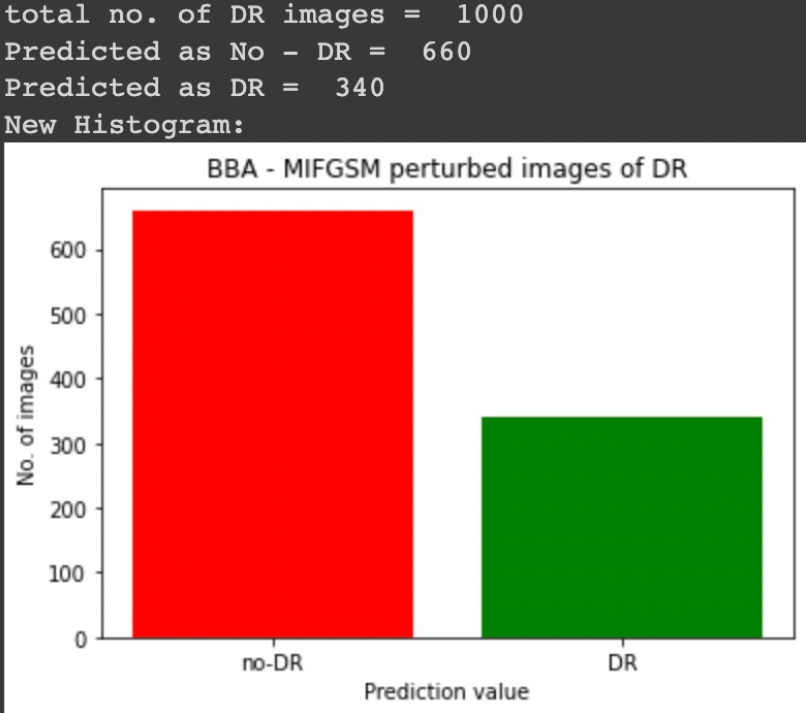 total no. of DR images =  1000
Predicted as No - DR =  660
Predicted as DR =  340
New Histogram:
BBA - MIFGSM perturbed images of DR
600
500
400
300
200
100
0
No. of images
no-DR DR
Prediction value